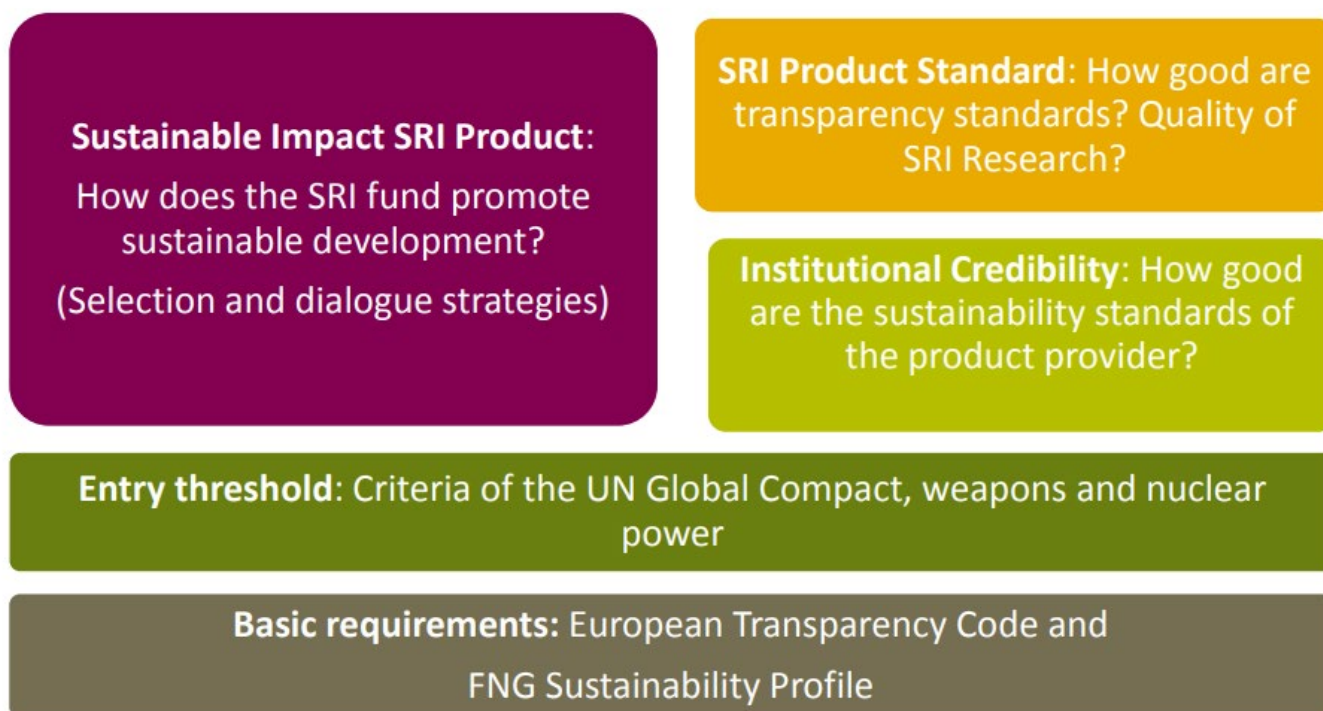 Sustainable Impact SRI Product:
How does the SRI fund promote
sustainable development?
(Selection and dialogue strategies)
SRI Product Standard: How good are
transparency standards? Quality of
SRI Research?
Institutional Credibility: How good
are the sustainability standards of
the product provider?
Entry threshold: Criteria of the UN Global Compact, weapons and nuclear
power
Basic requirements: European Transparency Code and
FNG Sustainability Profile